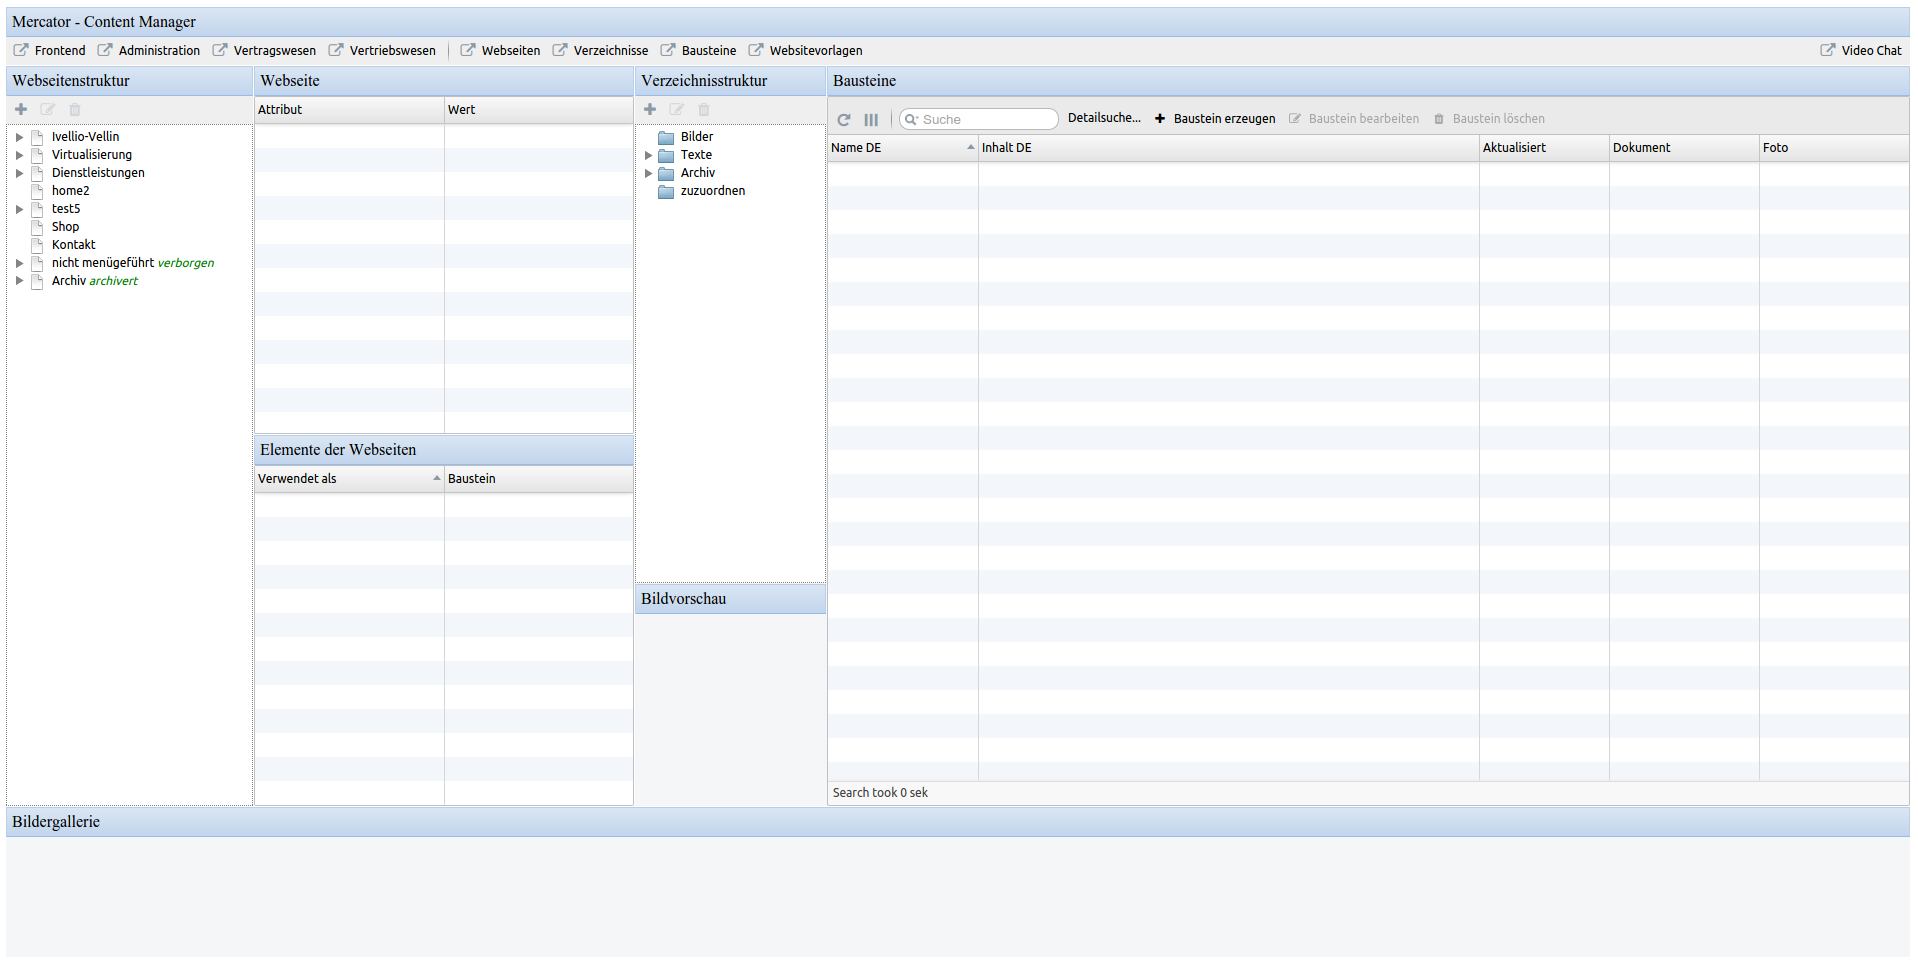 Mercator - Content Manager
Frontend Administration Vertragswesen Vertriebswesen Webseiten Verzeichnisse Bausteine Websitevorlagen Video Chat
Webseitenstruktur
Ivellio-Vellin
Virtualisierung
Dienstleistungen
home2
test5
Shop
Kontakt
nicht menügeführt verborgen
Archiv archivert
Webseite
Attribut Wert
Elemente der Webseiten
Verwendet als Baustein
Verzeichnisstruktur
Bilder
Texte
Archiv
zuzuordnen
Bildvorschau
Bausteine
Suche Detailsuche... Baustein erzeugen Baustein bearbeiten Baustein löschen
Name DE Inhalt DE Aktualisiert Dokument Foto
Search took 0 sek
Bildergallerie